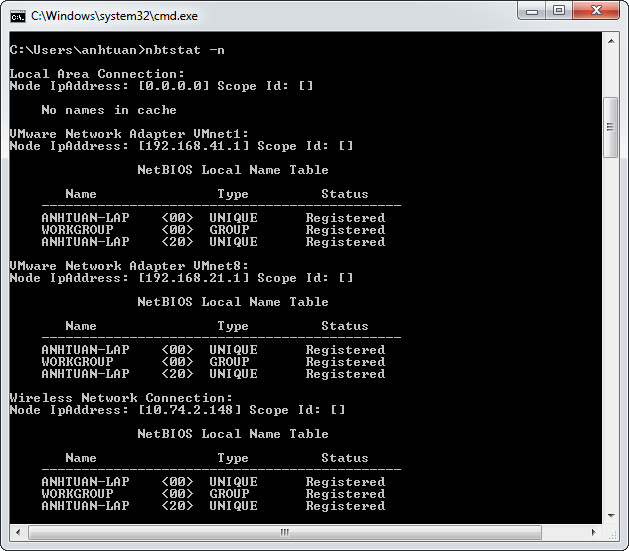 C:\Windows\system32\cmd.exe
C:\Users\anhtuan>nbtstat -n
Local Area Connection:
Node IpAddress: [0.0.0.0] Scope Id: []
No names in cache
VMware Network Adapter VMnet1:
Node IpAddress: [192.168.41.1] Scope Id: []
NetBIOS Local Name Table
Name Type Status
---------------------------------------------
ANHTUAN-LAP <00> UNIQUE Registered
WORKGROUP <00> GROUP Registered
ANHTUAN-LAP <20> UNIQUE Registered
VMware Network Adapter VMnet8:
Node IpAddress: [192.168.21.1] Scope Id: []
NetBIOS Local Name Table
Name Type Status
---------------------------------------------
ANHTUAN-LAP <00> UNIQUE Registered
WORKGROUP <00> GROUP Registered
ANHTUAN-LAP <20> UNIQUE Registered
Wireless Network Connection:
Node IpAddress: [10.74.2.148] Scope Id: []
NetBIOS Local Name Table
Name Type Status
---------------------------------------------
ANHTUAN-LAP <00> UNIQUE Registered
WORKGROUP <00> GROUP Registered
ANHTUAN-LAP <20> UNIQUE Registered